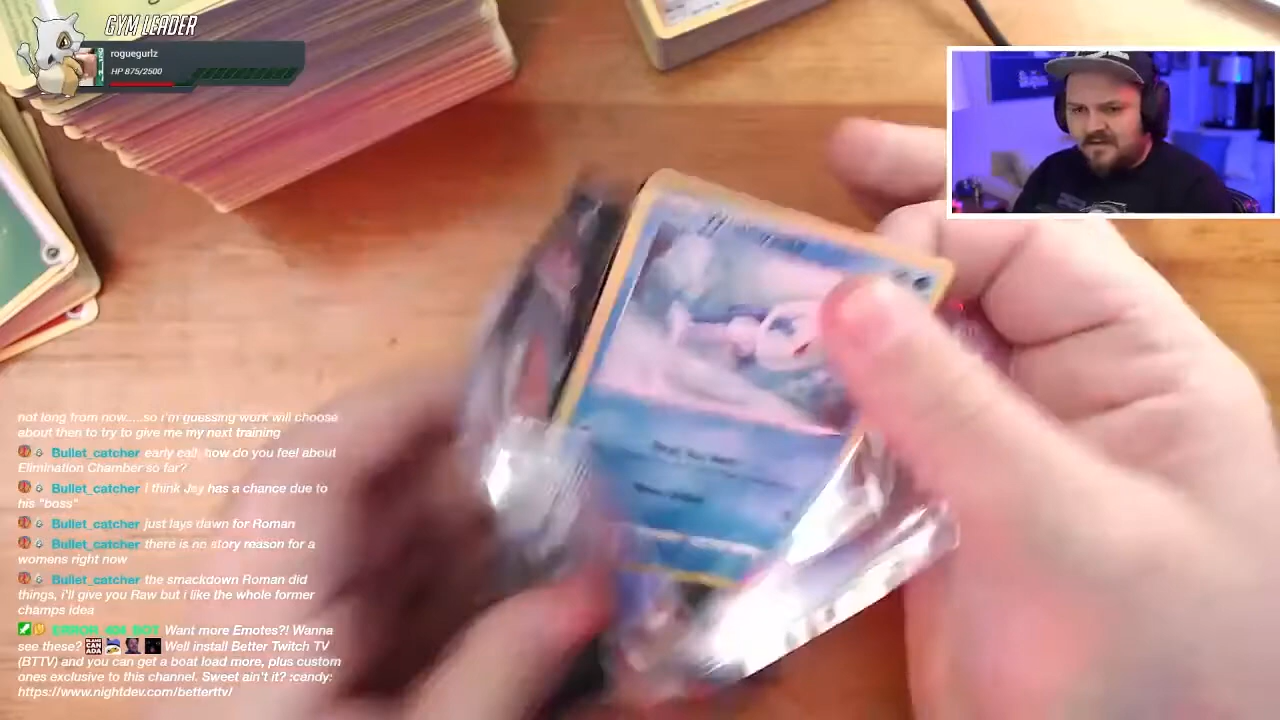 GYM LEADER
roguegurlz
HP 875/2500
not long from now....so i'm guessing work will choose
about then to try to give me my next training
Bullet_catcher early call, how do you feel about
Elimination Chamber so far?
Bullet_catcher I think Jey has a chance due to
his "boss"
Bullet_catcher just lays dawn for Roman
Bullet_catcher there is no story reason for a
womens right now
Bullet_catcher the smackdown Roman did
things, i'll give you Raw but i like the whole former
champs idea
ERROR_404_BOT Want more Emotes?! Wanna
see these? Well install Better Twitch TV
(BTTV) and you can get a boat load more, plus custom
ones exclusive to this channel. Sweet ain't it? :candy:
https://www.nightdev.com/betterttv/